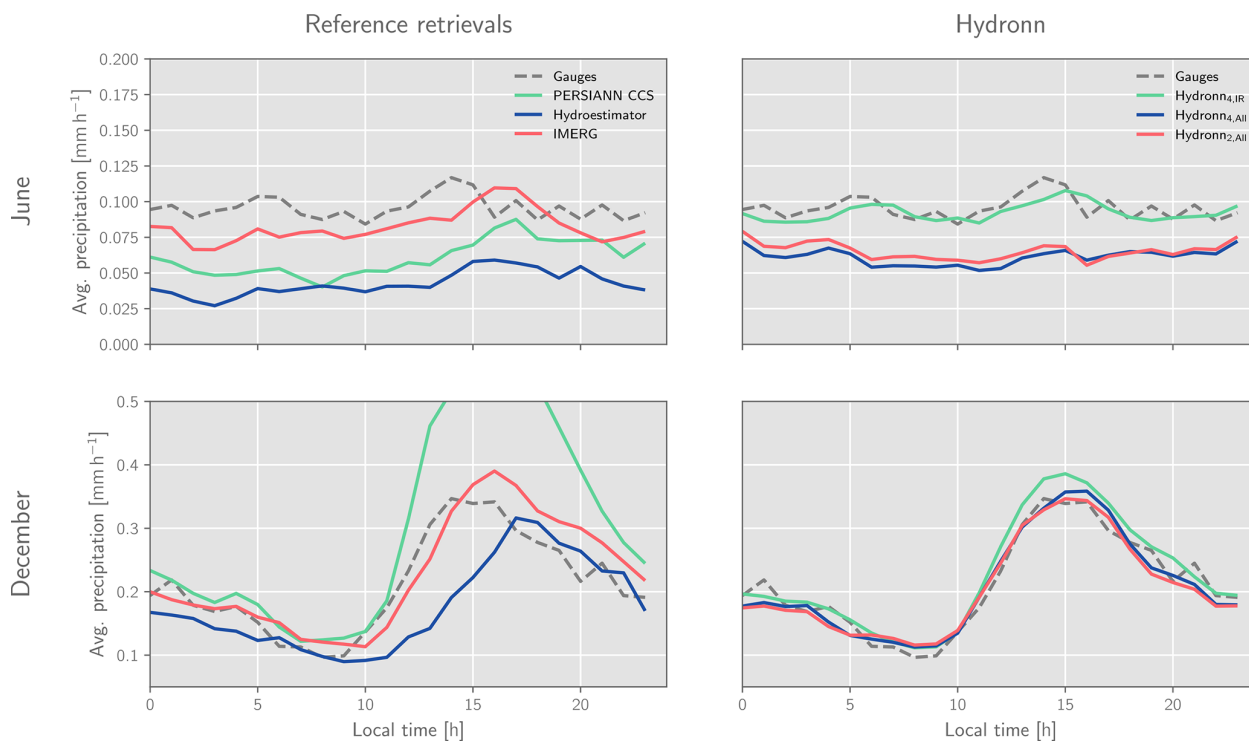 Reference retrievals
Hydronn
June
Avg. precipitation [mm h⁻¹]
0.200
0.175
0.150
0.125
0.100
0.075
0.050
0.025
0.000
Gauges
PERSIANN CCS
Hydroestimator
IMERG
Gauges
Hydronn₄,IR
Hydronn₄,All
Hydronn₂,All
December
Avg. precipitation [mm h⁻¹]
0.5
0.4
0.3
0.2
0.1
0 5 10 15 20
Local time [h]
0 5 10 15 20
Local time [h]